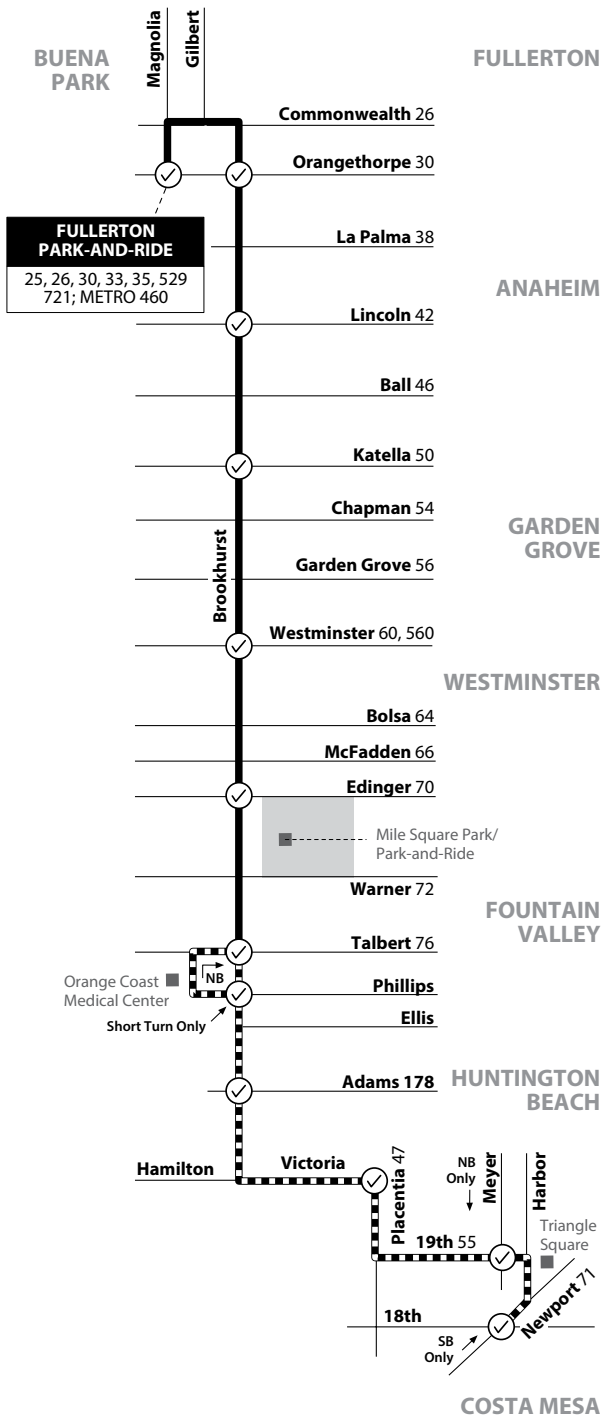 BUENA
PARK
Magnolia
Gilbert
FULLERTON
Commonwealth 26
Orangethorpe 30
FULLERTON
PARK-AND-RIDE
25, 26, 30, 33, 35, 529
721; METRO 460
La Palma 38
ANAHEIM
Lincoln 42
Ball 46
Katella 50
Chapman 54
GARDEN
GROVE
Brookhurst
Garden Grove 56
Westminster 60, 560
WESTMINSTER
Bolsa 64
McFadden 66
Edinger 70
Mile Square Park/
Park-and-Ride
Warner 72
FOUNTAIN
VALLEY
Talbert 76
NB
Orange Coast
Medical Center
Phillips
Short Turn Only
Ellis
Adams 178
HUNTINGTON
BEACH
Hamilton
Victoria
Placentia 47
NB
Only
Meyer
Harbor
19th 55
Triangle
Square
Newport 71
18th
SB
Only
COSTA MESA